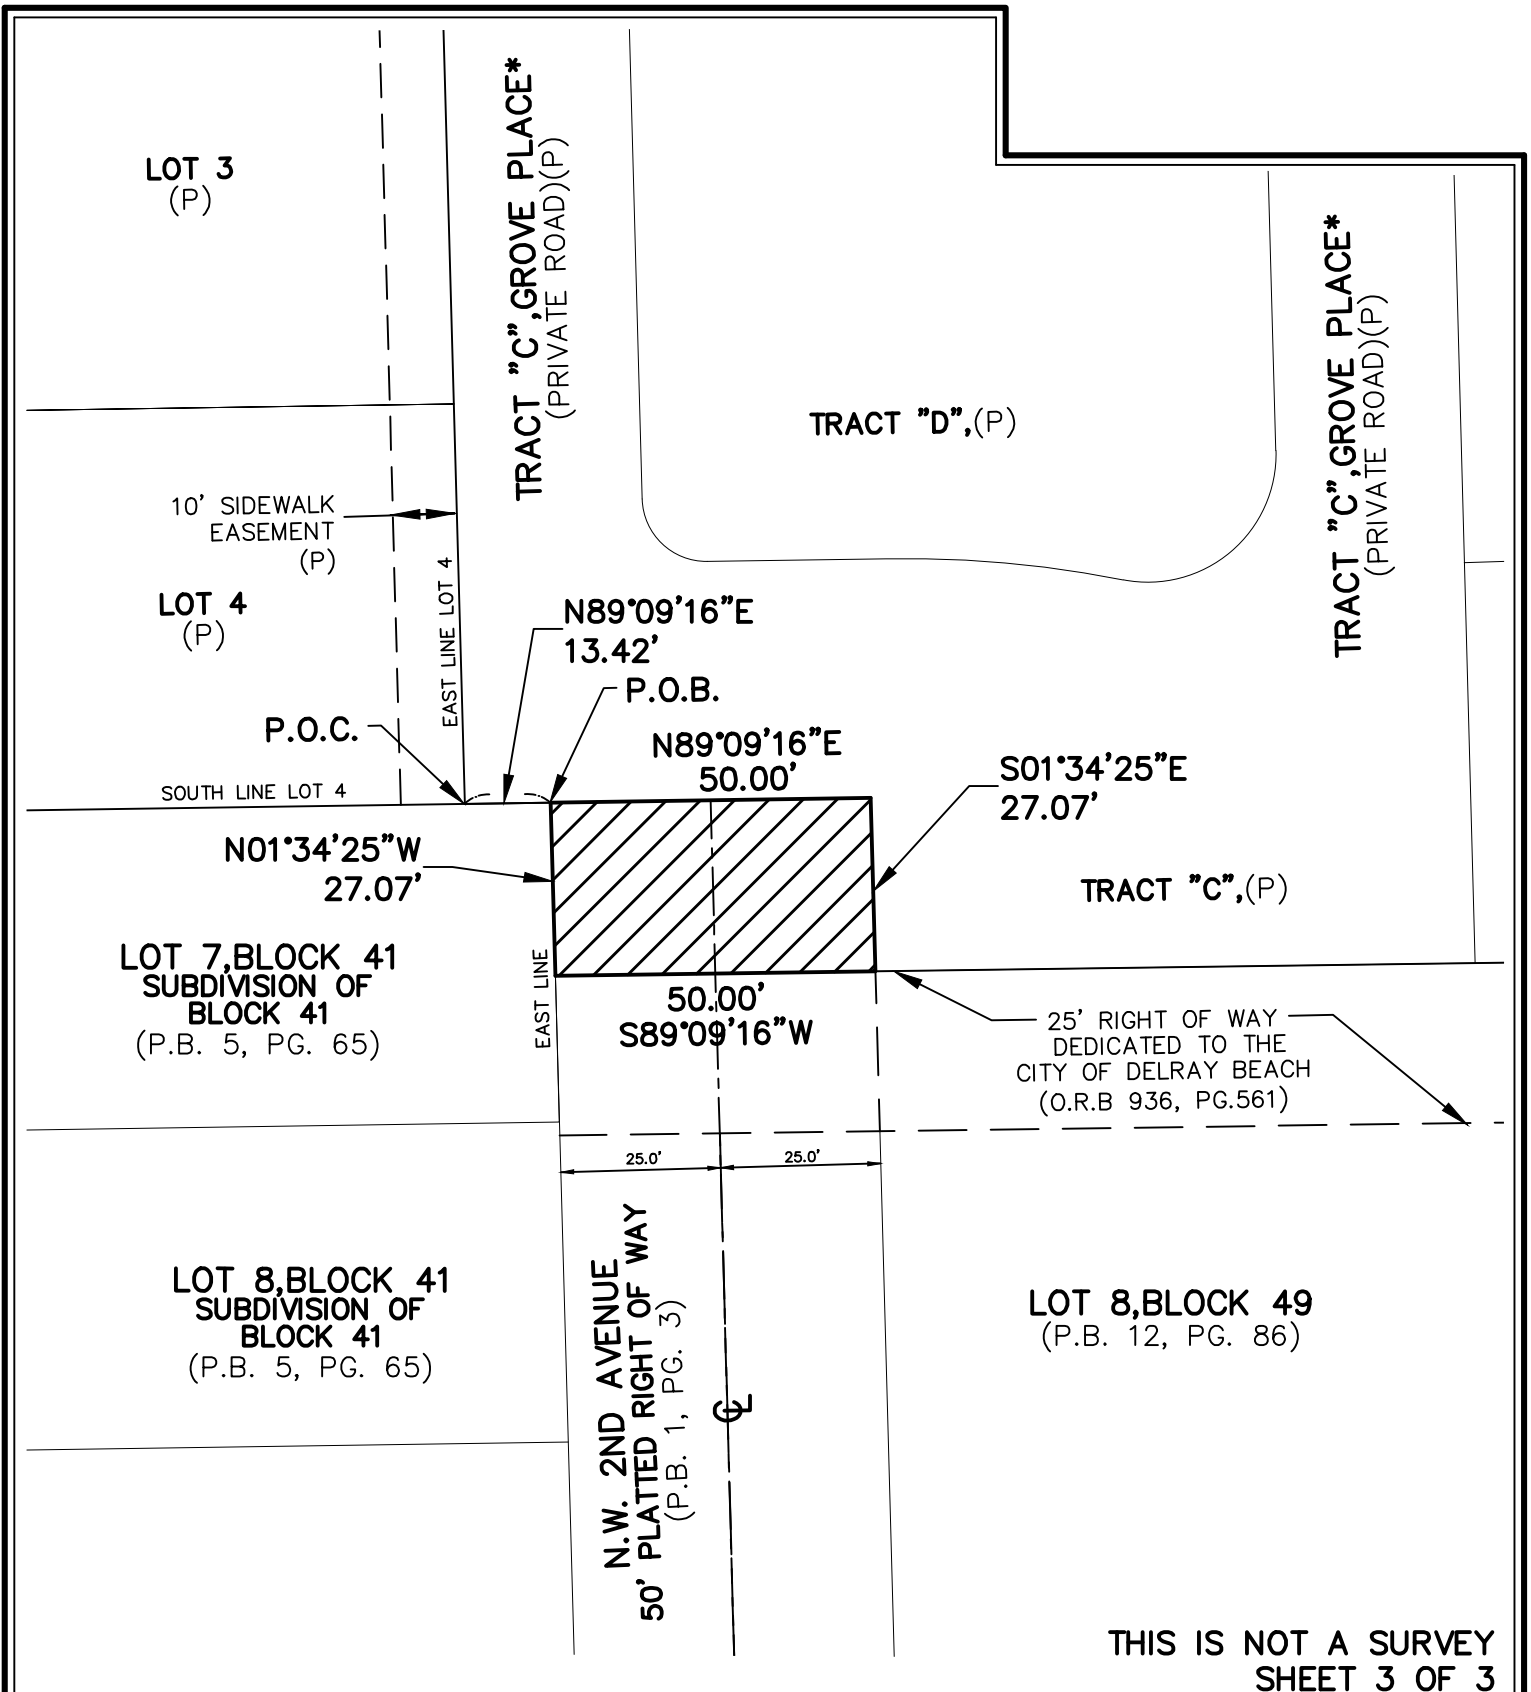 LOT 3
(P)
TRACT "C",GROVE PLACE*
(PRIVATE ROAD)(P)
TRACT "C",GROVE PLACE*
(PRIVATE ROAD)(P)
TRACT "D",(P)
10' SIDEWALK
EASEMENT
(P)
LOT 4
(P)
EAST LINE LOT 4
N89°09'16"E
13.42'
P.O.B.
P.O.C.
N89°09'16"E
50.00'
S01°34'25"E
27.07'
SOUTH LINE LOT 4
N01°34'25"W
27.07'
TRACT "C",(P)
LOT 7,BLOCK 41
SUBDIVISION OF
BLOCK 41
(P.B. 5, PG. 65)
EAST LINE
50.00'
S89°09'16"W
25' RIGHT OF WAY
DEDICATED TO THE
CITY OF DELRAY BEACH
(O.R.B 936, PG.561)
25.0'
25.0'
LOT 8,BLOCK 41
SUBDIVISION OF
BLOCK 41
(P.B. 5, PG. 65)
N.W. 2ND AVENUE
50' PLATTED RIGHT OF WAY
(P.B. 1, PG. 3)
CL
LOT 8,BLOCK 49
(P.B. 12, PG. 86)
THIS IS NOT A SURVEY
SHEET 3 OF 3